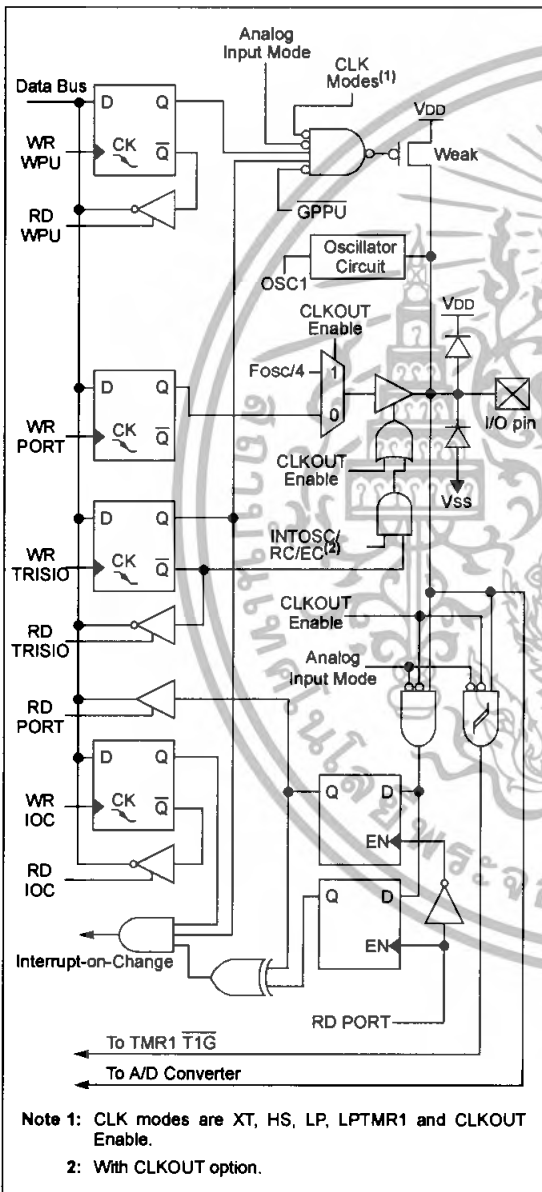 Analog
Input Mode
CLK
Modes(1)
Data Bus
D Q
WR
WPU
CK Q
VDD
Weak
RD
WPU
GPPU
Oscillator
Circuit
OSC1
CLKOUT
Enable
VDD
Fosc/4
1
0
D Q
WR
PORT
CK Q
I/O pin
CLKOUT
Enable
Vss
D Q
WR
TRISIO
CK Q
INTOSC/
RC/EC(2)
RD
TRISIO
CLKOUT
Enable
Analog
Input Mode
RD
PORT
D Q
WR
IOC
CK Q
Q D
EN
RD
IOC
Q D
EN
Interrupt-on-Change
RD PORT
To TMR1 T1G
To A/D Converter
Note 1: CLK modes are XT, HS, LP, LPTMR1 and CLKOUT
Enable.
2: With CLKOUT option.